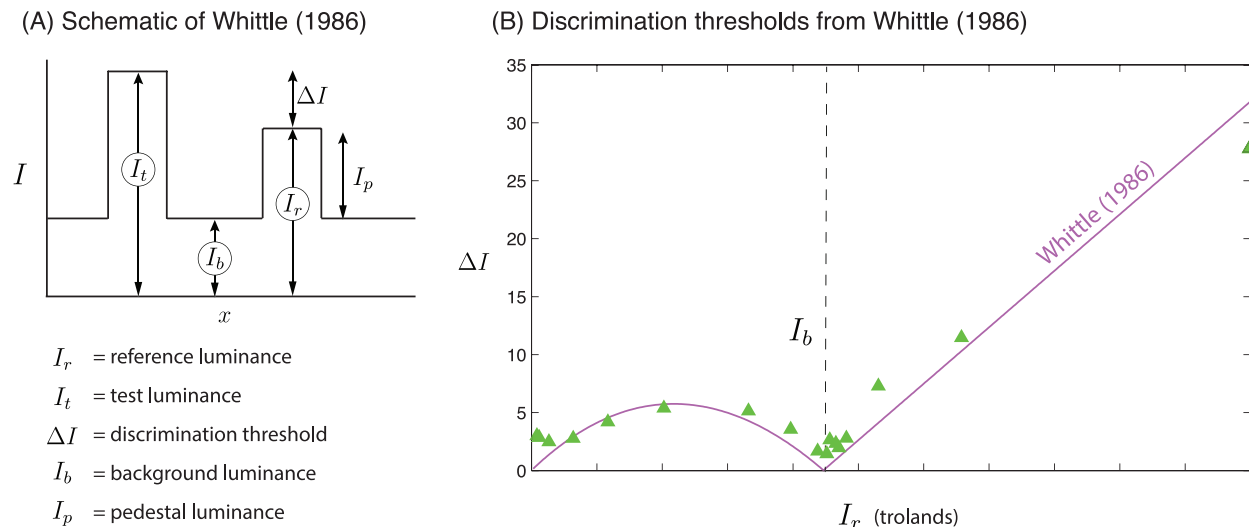 (A) Schematic of Whittle (1986)
I
I_t
ΔI
I_r
I_p
I_b
x
I_r = reference luminance
I_t = test luminance
ΔI = discrimination threshold
I_b = background luminance
I_p = pedestal luminance
(B) Discrimination thresholds from Whittle (1986)
35
30
25
20
15
10
5
0
ΔI
I_b
Whittle (1986)
I_r (trolands)